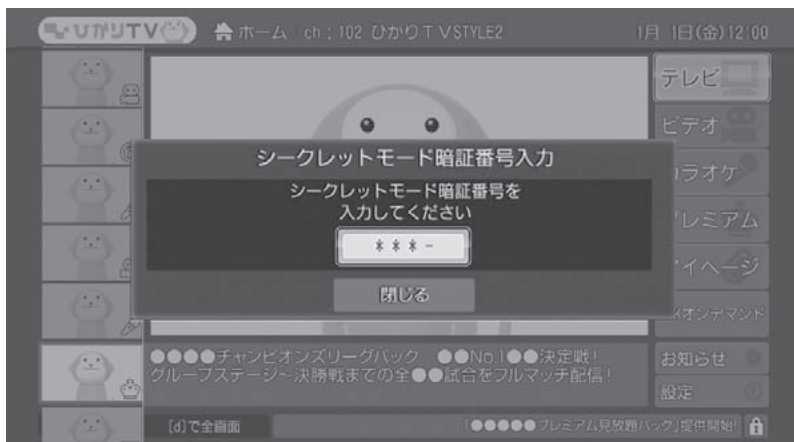 ひかりTV
ホーム ch：102 ひかりTVSTYLE2
1月 1日(金)12:00
テレビ
ビデオ
カラオケ
プレミアム
マイページ
シークレットモード暗証番号入力
シークレットモード暗証番号を
入力してください
＊＊＊－
閉じる
●●●●チャンピオンズリーグパック ●●No.1●●決定戦！
グループステージ～決勝戦までの全●●試合をフルマッチ配信！
お知らせ
設定
[d]で全画面
「●●●●●プレミアム見放題パック」提供開始!